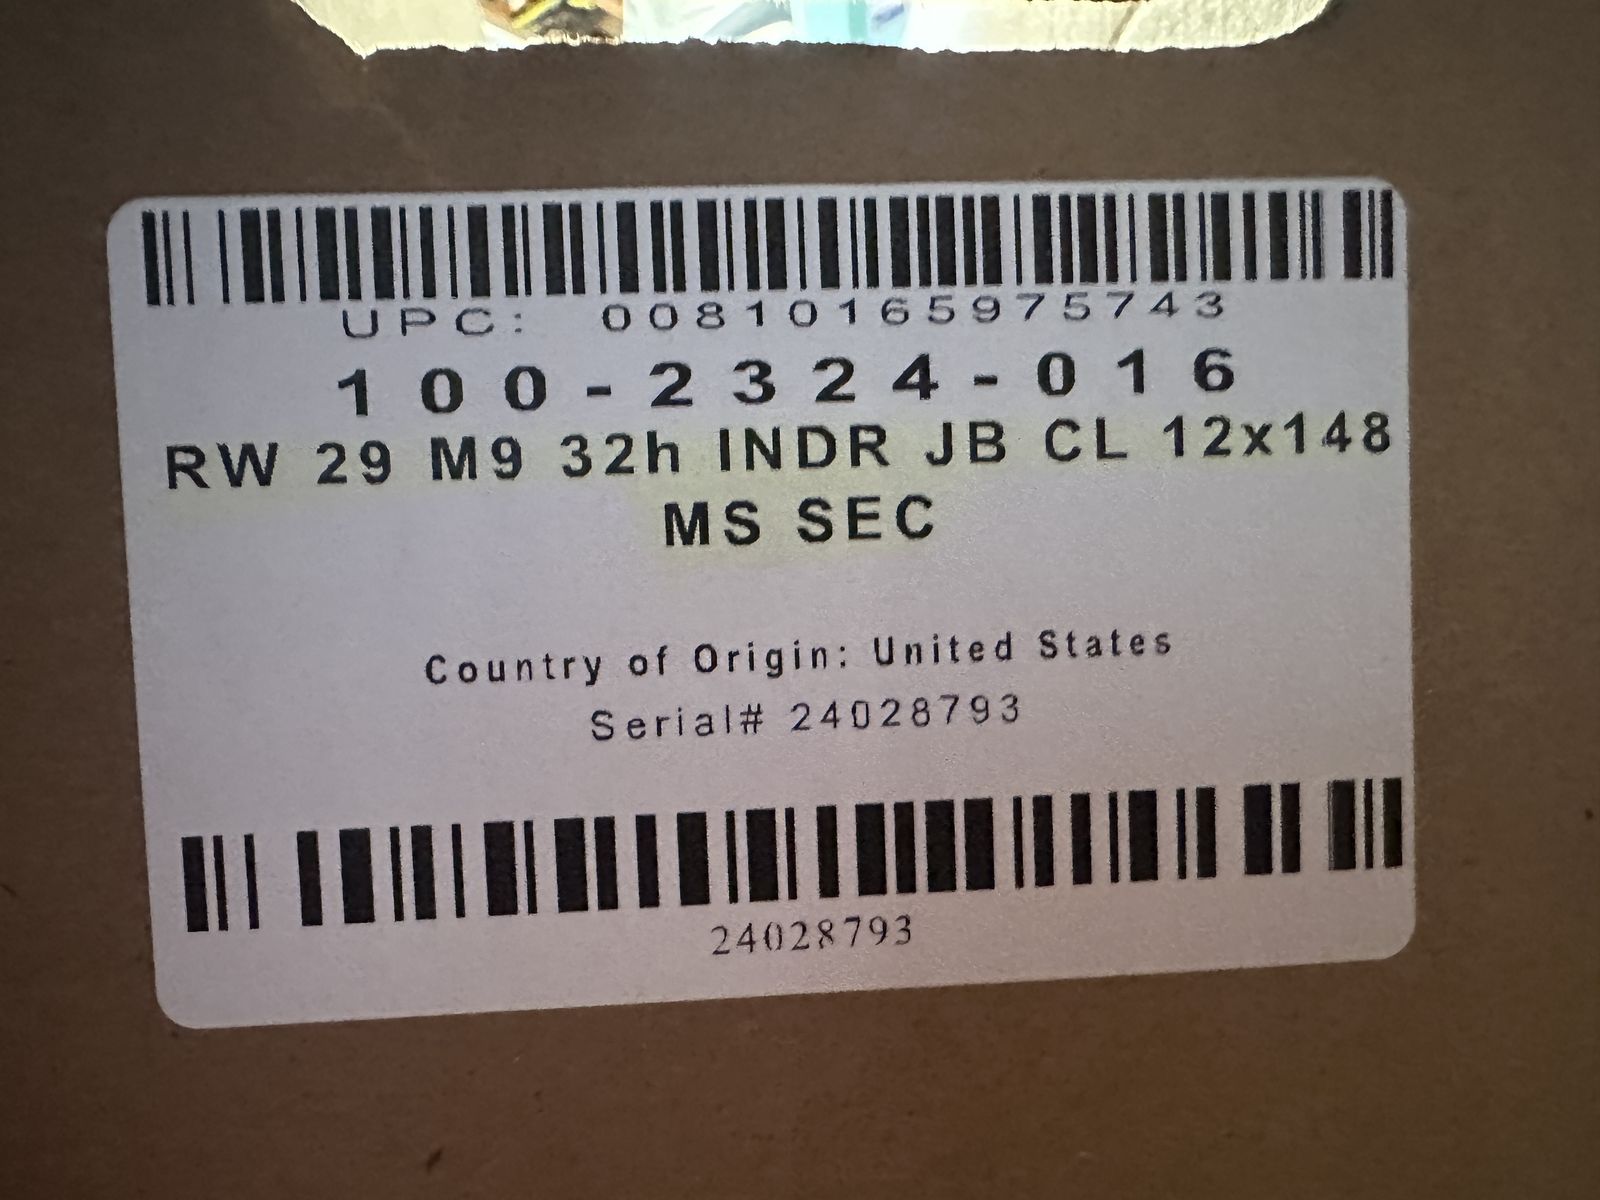 UPC: 00810165975743
100-2324-016
RW 29 M9 32h INDR JB CL 12x148
MS SEC
Country of Origin: United States
Serial# 24028793
24028793